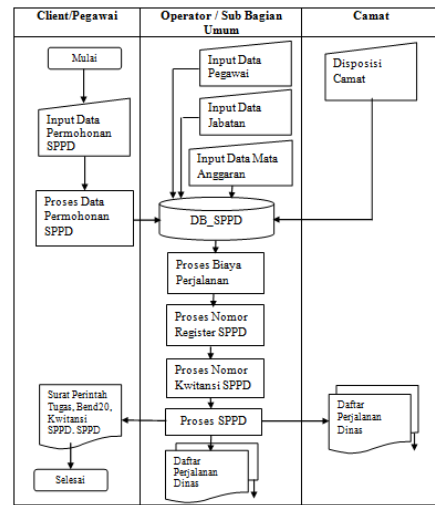 Client/Pegawai
Operator / Sub Bagian
Umum
Camat
Mulai
Input Data
Permohonan
SPPD
Proses Data
Permohonan
SPPD
Input Data
Pegawai
Input Data
Jabatan
Input Data Mata
Anggaran
DB_SPPD
Disposisi
Camat
Proses Biaya
Perjalanan
Proses Nomor
Register SPPD
Proses Nomor
Kwitansi SPPD
Proses SPPD
Surat Perintah
Tugas, Bend20,
Kwitansi
SPPD. SPPD
Selesai
Daftar
Perjalanan
Dinas
Daftar
Perjalanan
Dinas